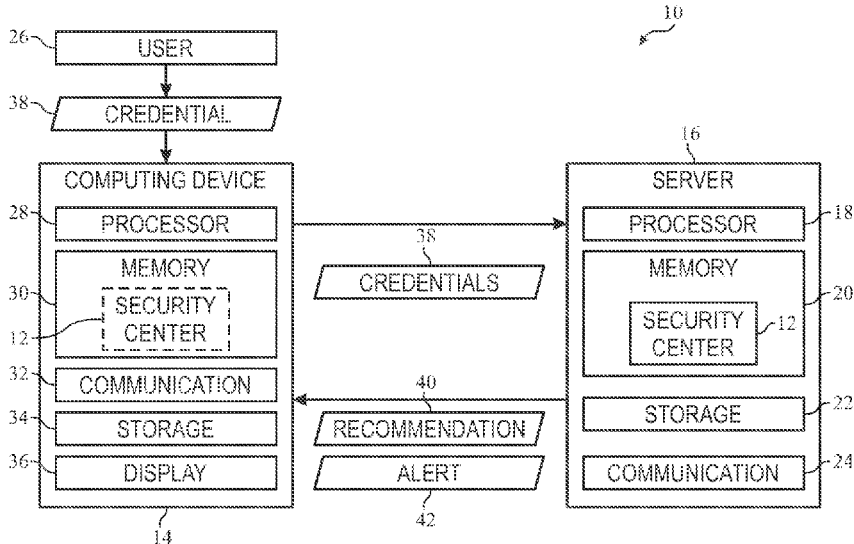 10
26
USER
38
CREDENTIAL
16
COMPUTING DEVICE
28
PROCESSOR
MEMORY
30
SECURITY
CENTER
12
32
COMMUNICATION
34
STORAGE
36
DISPLAY
14
38
CREDENTIALS
40
RECOMMENDATION
ALERT
42
SERVER
PROCESSOR
18
MEMORY
20
SECURITY
CENTER
12
STORAGE
22
COMMUNICATION
24